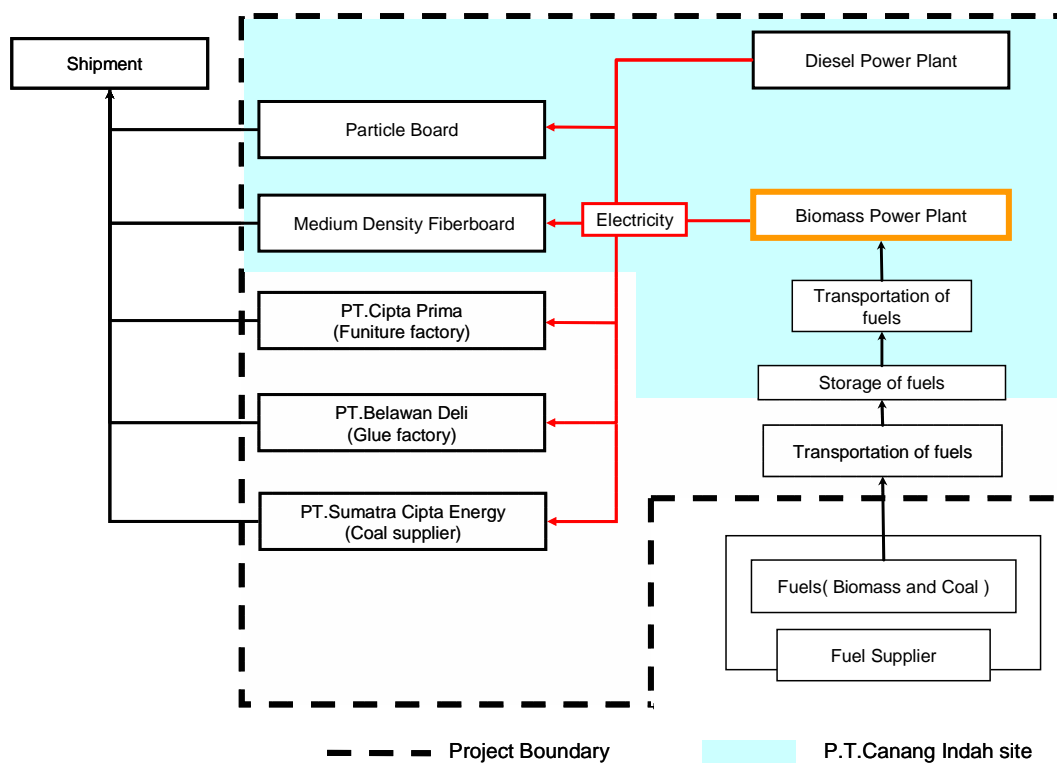 Shipment
Diesel Power Plant
Particle Board
Medium Density Fiberboard
Electricity
Biomass Power Plant
PT.Cipta Prima
(Funiture factory)
Transportation of
fuels
Storage of fuels
PT.Belawan Deli
(Glue factory)
Transportation of fuels
PT.Sumatra Cipta Energy
(Coal supplier)
Fuels( Biomass and Coal )
Fuel Supplier
Project Boundary
P.T.Canang Indah site